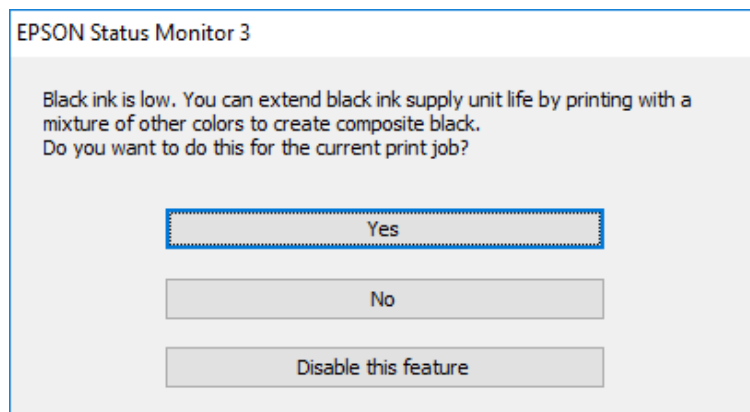 EPSON Status Monitor 3
Black ink is low. You can extend black ink supply unit life by printing with a
mixture of other colors to create composite black.
Do you want to do this for the current print job?
Yes
No
Disable this feature